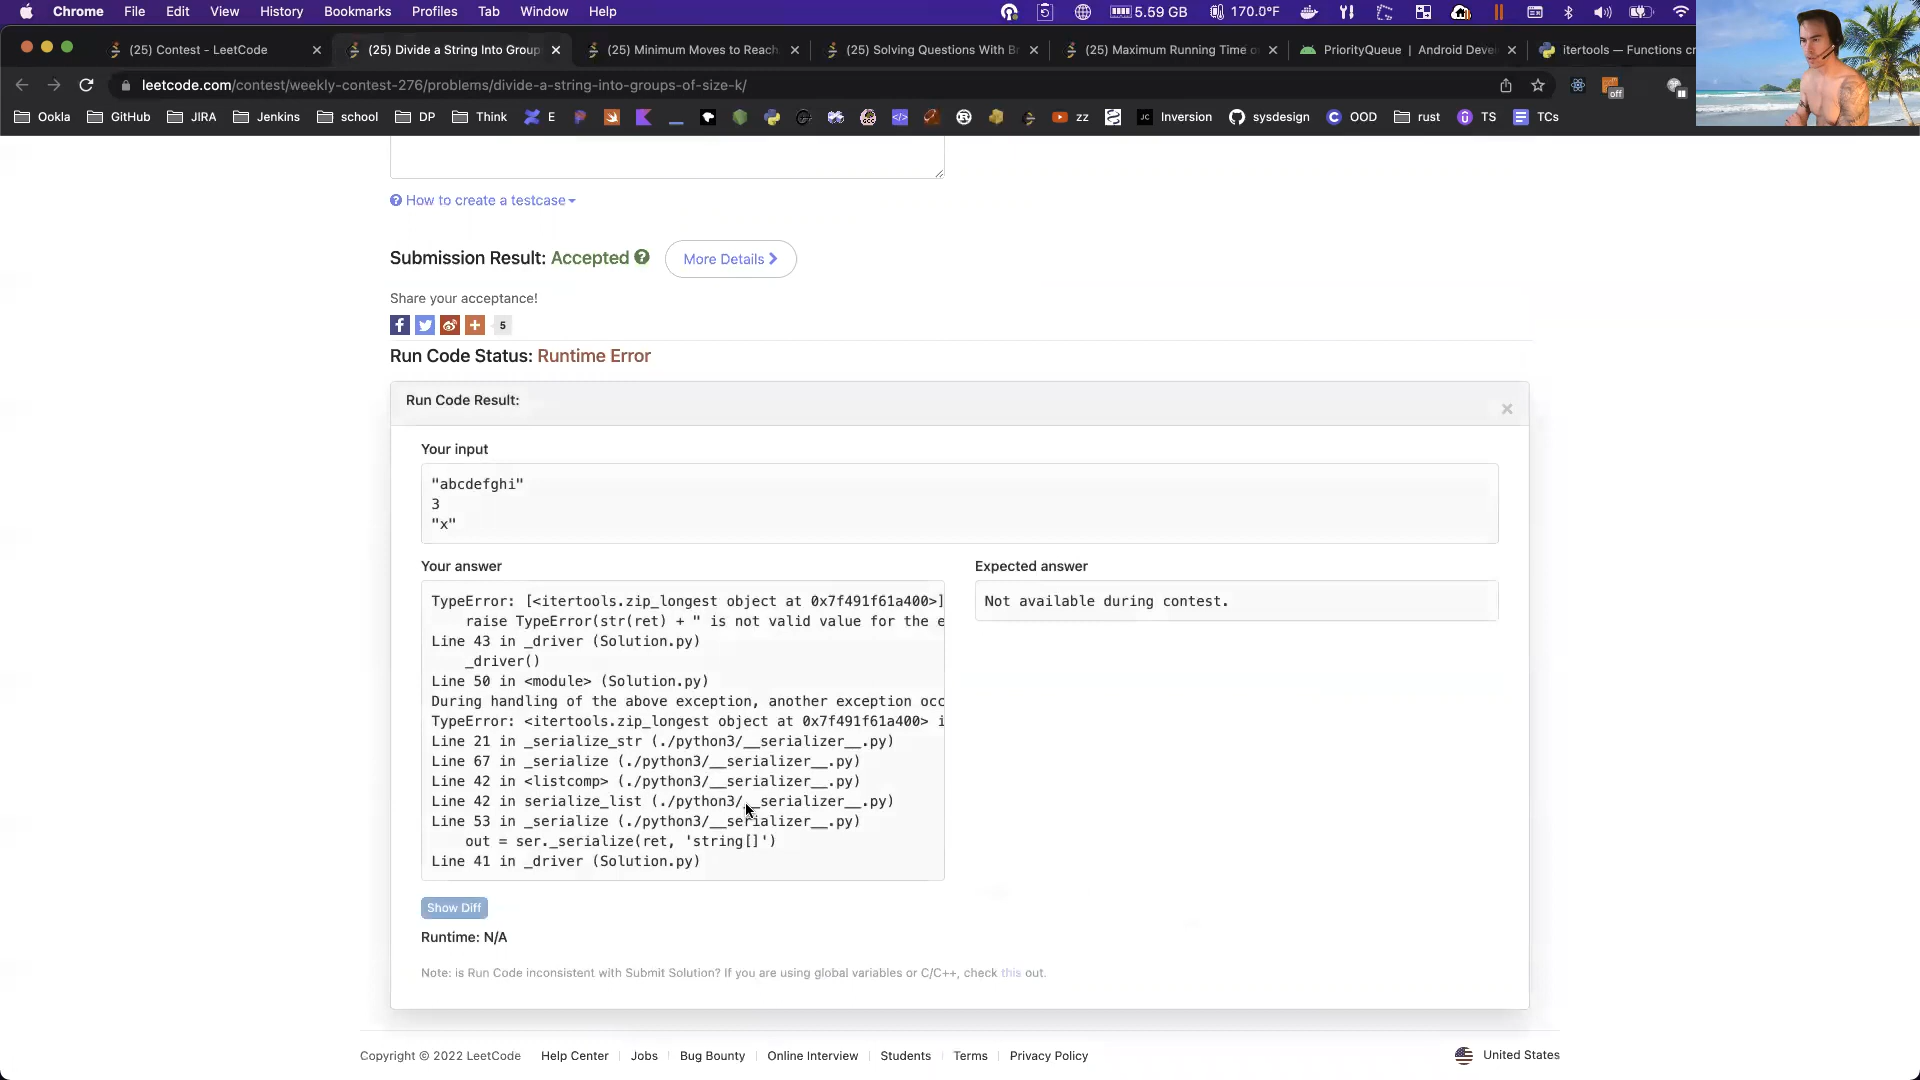 Chrome File Edit View History Bookmarks Profiles Tab Window Help 5.59 GB 170.0°F
(25) Contest - LeetCode (25) Divide a String Into Group (25) Minimum Moves to Reach (25) Solving Questions With Br (25) Maximum Running Time o PriorityQueue | Android Deve itertools — Functions cr
leetcode.com/contest/weekly-contest-276/problems/divide-a-string-into-groups-of-size-k/ off
Ookla GitHub JIRA Jenkins school DP Think E zz JC Inversion sysdesign OOD rust TS TCs
How to create a testcase
Submission Result: Accepted More Details
Share your acceptance!
5
Run Code Status: Runtime Error
Run Code Result:
Your input
"abcdefghi"
3
"x"
Your answer
TypeError: [<itertools.zip_longest object at 0x7f491f61a400>]
raise TypeError(str(ret) + " is not valid value for the e
Line 43 in _driver (Solution.py)
_driver()
Line 50 in <module> (Solution.py)
During handling of the above exception, another exception occ
TypeError: <itertools.zip_longest object at 0x7f491f61a400> i
Line 21 in _serialize_str (./python3/__serializer__.py)
Line 67 in _serialize (./python3/__serializer__.py)
Line 42 in <listcomp> (./python3/__serializer__.py)
Line 42 in serialize_list (./python3/__serializer__.py)
Line 53 in _serialize (./python3/__serializer__.py)
out = ser._serialize(ret, 'string[]')
Line 41 in _driver (Solution.py)
Expected answer
Not available during contest.
Show Diff
Runtime: N/A
Note: is Run Code inconsistent with Submit Solution? If you are using global variables or C/C++, check this out.
Copyright © 2022 LeetCode Help Center Jobs Bug Bounty Online Interview Students Terms Privacy Policy United States